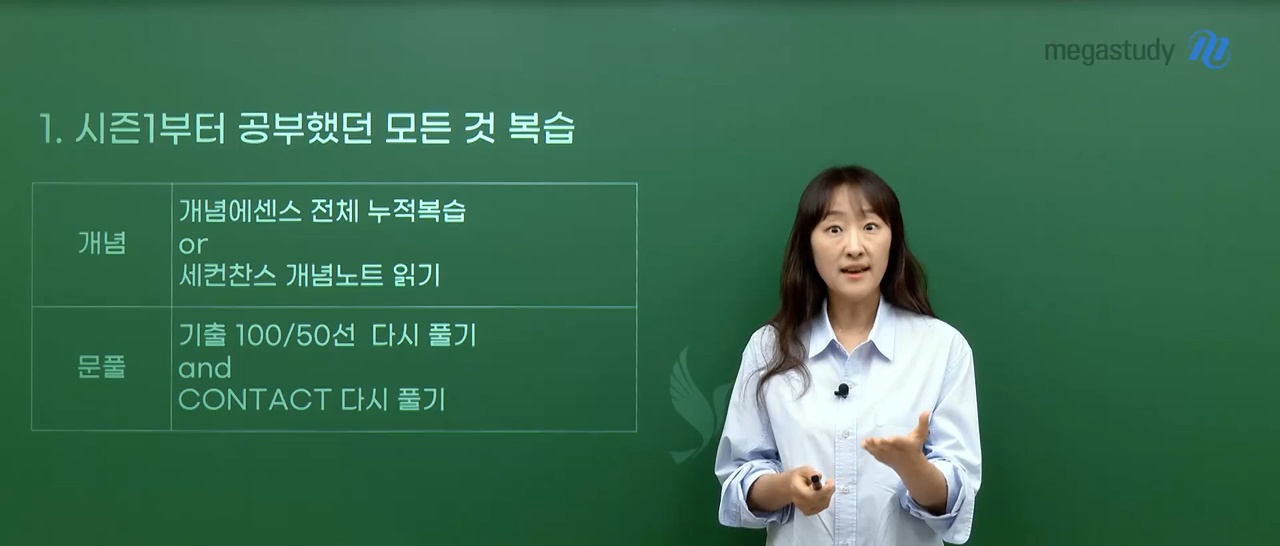 megastudy
1. 시즌1부터 공부했던 모든 것 복습
개념
개념에센스 전체 누적복습
or
세컨찬스 개념노트 읽기
문풀
기출 100/50선 다시 풀기
and
CONTACT 다시 풀기